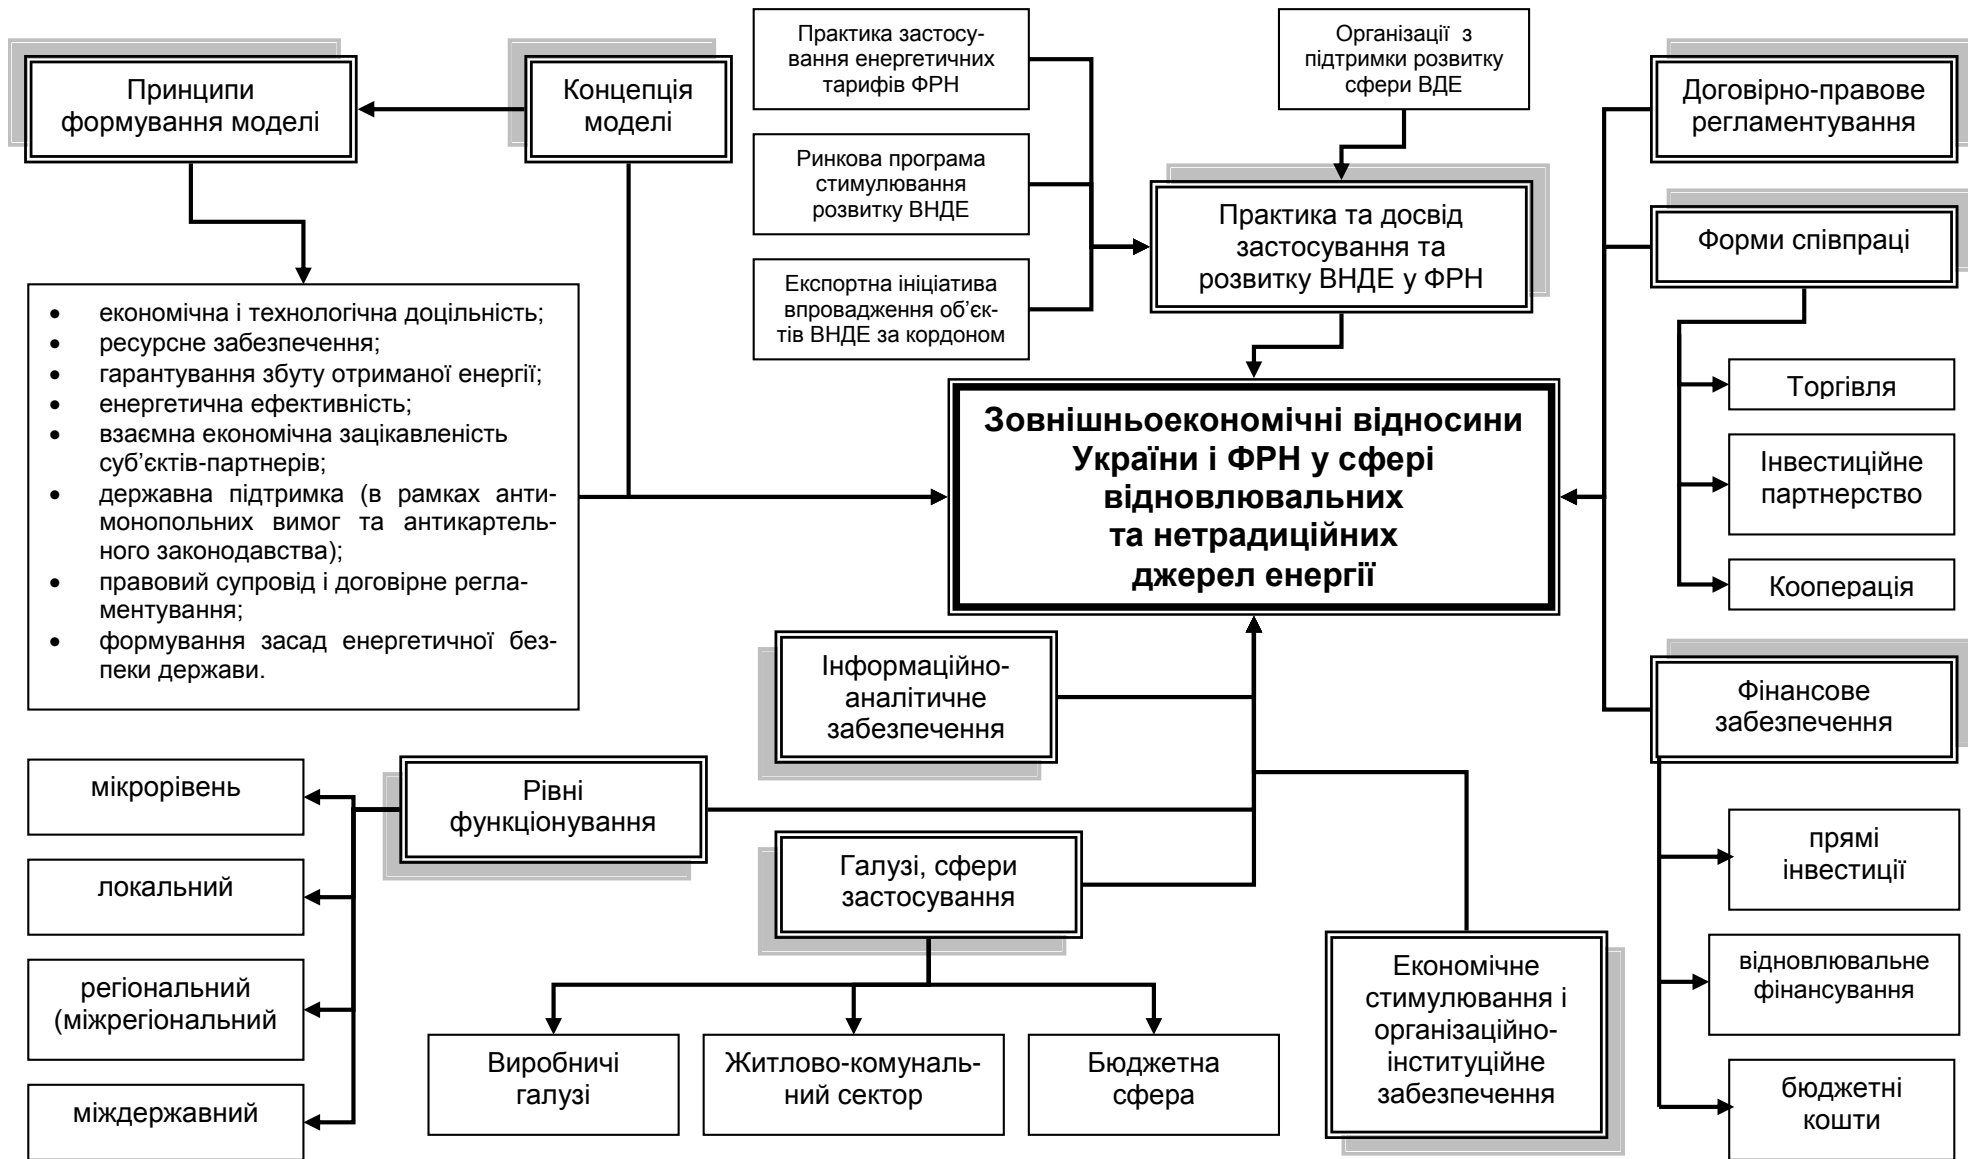 Принципи
формування моделі
Концепція
моделі
Практика застосу-
вання енергетичних
тарифів ФРН
Ринкова програма
стимулювання
розвитку ВНДЕ
Експортна ініціатива
впровадження об’єк-
тів ВНДЕ за кордоном
Організації з
підтримки розвитку
сфери ВДЕ
Практика та досвід
застосування та
розвитку ВНДЕ у ФРН
Договірно-правове
регламентування
Форми співпраці
Торгівля
Інвестиційне
партнерство
Кооперація
• економічна і технологічна доцільність;
• ресурсне забезпечення;
• гарантування збуту отриманої енергії;
• енергетична ефективність;
• взаємна економічна зацікавленість
суб’єктів-партнерів;
• державна підтримка (в рамках анти-
монопольних вимог та антикартель-
ного законодавства);
• правовий супровід і договірне регла-
ментування;
• формування засад енергетичної без-
пеки держави.
Зовнішньоекономічні відносини
України і ФРН у сфері
відновлювальних
та нетрадиційних
джерел енергії
Інформаційно-
аналітичне
забезпечення
Фінансове
забезпечення
прямі
інвестиції
відновлювальне
фінансування
бюджетні
кошти
Рівні
функціонування
мікрорівень
локальний
регіональний
(міжрегіональний
міждержавний
Галузі, сфери
застосування
Виробничі
галузі
Житлово-комуналь-
ний сектор
Бюджетна
сфера
Економічне
стимулювання і
організаційно-
інституційне
забезпечення